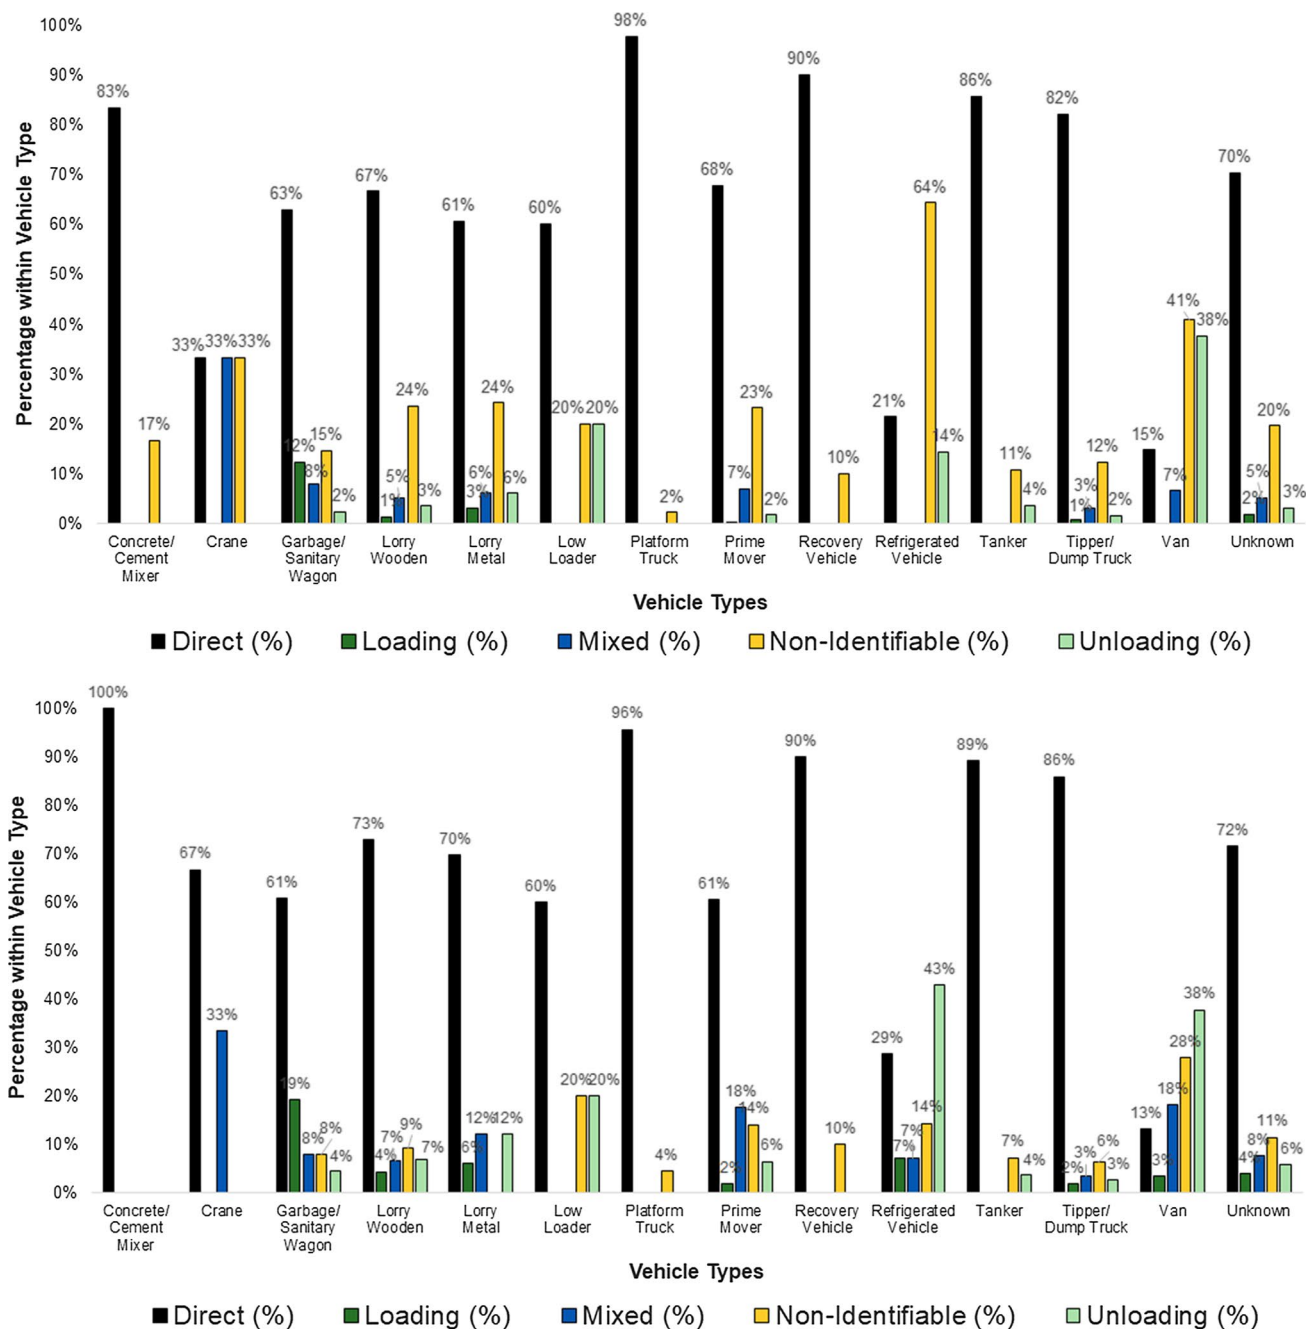 100%
90%
80%
70%
60%
50%
40%
30%
20%
10%
0%
Percentage within Vehicle Type
83%
17%
33%
33%
33%
63%
12%
8%
15%
2%
67%
1%
5%
24%
3%
61%
3%
6%
24%
6%
60%
20%
20%
98%
2%
68%
7%
23%
2%
90%
10%
21%
64%
14%
86%
11%
4%
82%
1%
3%
12%
2%
15%
7%
41%
38%
70%
2%
5%
20%
3%
Concrete/
Cement
Mixer
Crane
Garbage/
Sanitary
Wagon
Lorry
Wooden
Lorry
Metal
Low
Loader
Platform
Truck
Prime
Mover
Recovery
Vehicle
Refrigerated
Vehicle
Tanker
Tipper/
Dump Truck
Van
Unknown
Vehicle Types
Direct (%) Loading (%) Mixed (%) Non-Identifiable (%) Unloading (%)
100%
90%
80%
70%
60%
50%
40%
30%
20%
10%
0%
Percentage within Vehicle Type
100%
67%
33%
61%
19%
8%
8%
4%
73%
4%
7%
9%
7%
70%
6%
12%
12%
60%
20%
20%
96%
4%
61%
2%
18%
14%
6%
90%
10%
29%
7%
7%
14%
43%
89%
7%
4%
86%
2%
3%
6%
3%
13%
3%
18%
28%
38%
72%
4%
8%
11%
6%
Concrete/
Cement
Mixer
Crane
Garbage/
Sanitary
Wagon
Lorry
Wooden
Lorry
Metal
Low
Loader
Platform
Truck
Prime
Mover
Recovery
Vehicle
Refrigerated
Vehicle
Tanker
Tipper/
Dump Truck
Van
Unknown
Vehicle Types
Direct (%) Loading (%) Mixed (%) Non-Identifiable (%) Unloading (%)